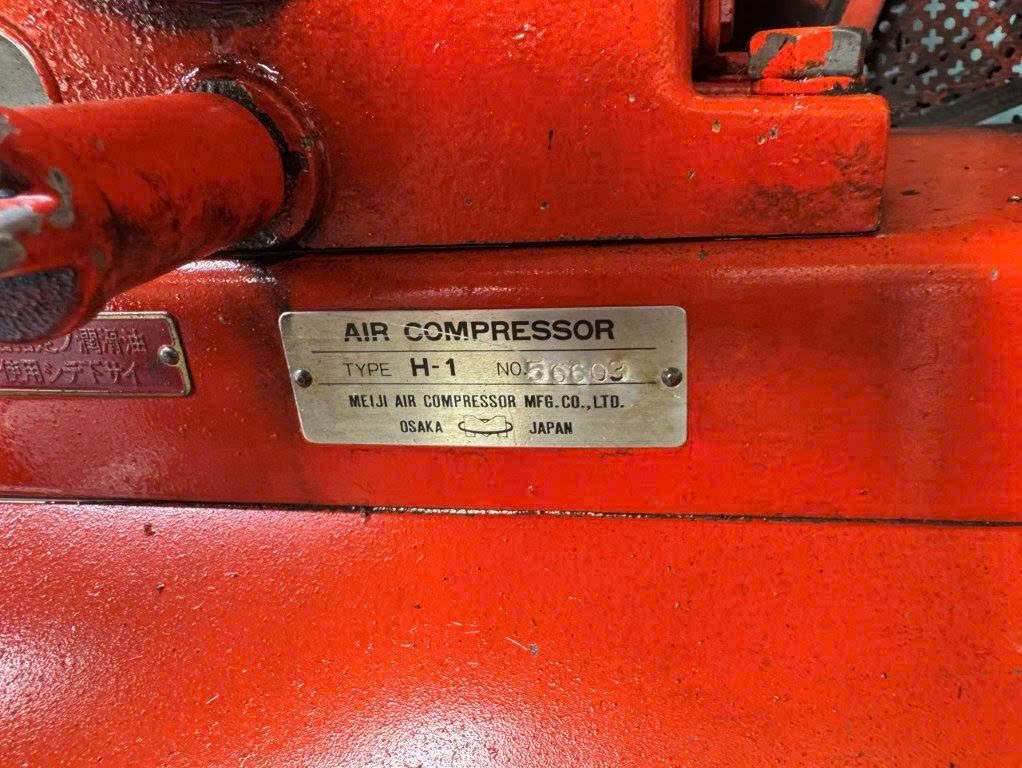 AIR COMPRESSOR
TYPE H-1 NO. 56603
MEIJI AIR COMPRESSOR MFG. CO., LTD.
OSAKA JAPAN
潤滑油
使用シテ下サイ